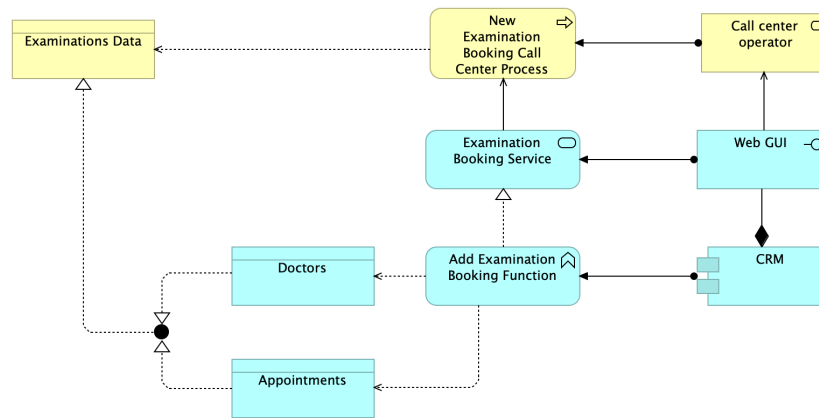 Examinations Data
New
Examination
Booking Call
Center Process
Call center
operator
Examination
Booking Service
Web GUI
Doctors
Add Examination
Booking Function
CRM
Appointments